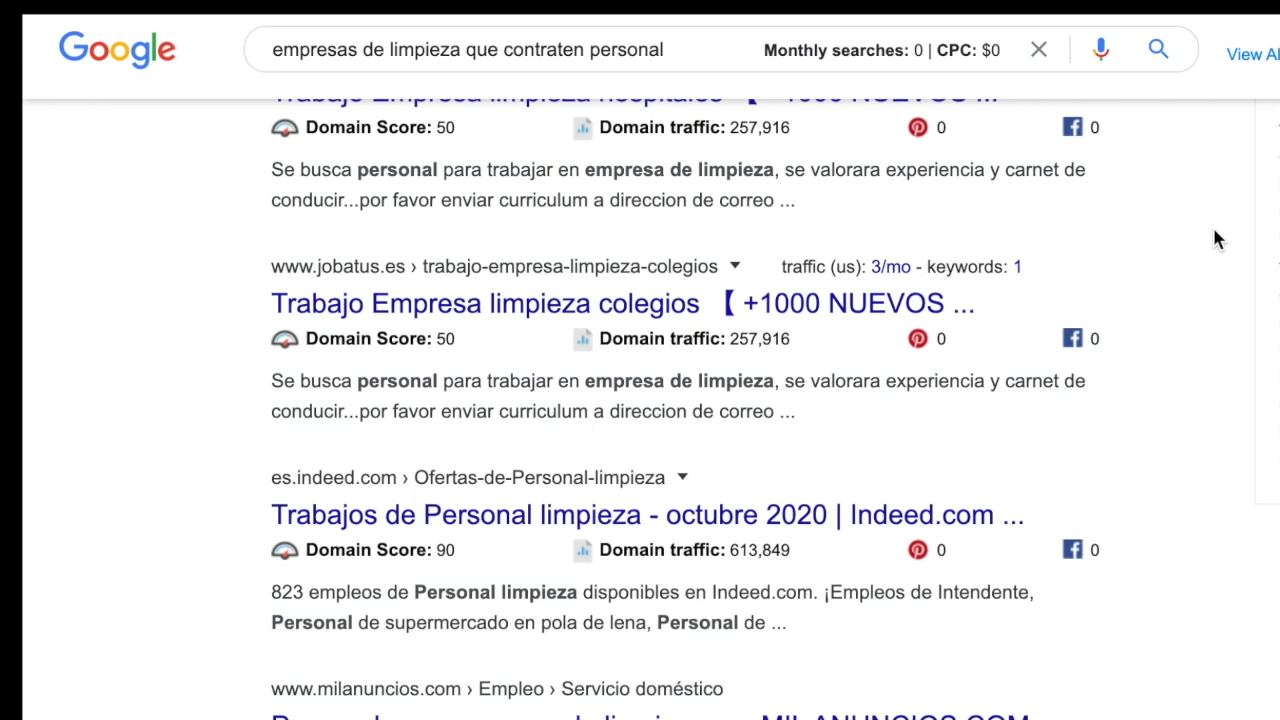 Google
empresas de limpieza que contraten personal Monthly searches: 0 | CPC: $0
View Al
Domain Score: 50 Domain traffic: 257,916 0 0
Se busca personal para trabajar en empresa de limpieza, se valorara experiencia y carnet de
conducir...por favor enviar curriculum a direccion de correo ...
www.jobatus.es › trabajo-empresa-limpieza-colegios traffic (us): 3/mo - keywords: 1
Trabajo Empresa limpieza colegios 【 +1000 NUEVOS ...
Domain Score: 50 Domain traffic: 257,916 0 0
Se busca personal para trabajar en empresa de limpieza, se valorara experiencia y carnet de
conducir...por favor enviar curriculum a direccion de correo ...
es.indeed.com › Ofertas-de-Personal-limpieza
Trabajos de Personal limpieza - octubre 2020 | Indeed.com ...
Domain Score: 90 Domain traffic: 613,849 0 0
823 empleos de Personal limpieza disponibles en Indeed.com. ¡Empleos de Intendente,
Personal de supermercado en pola de lena, Personal de ...
www.milanuncios.com › Empleo › Servicio doméstico
MILANUNCIOS.COM